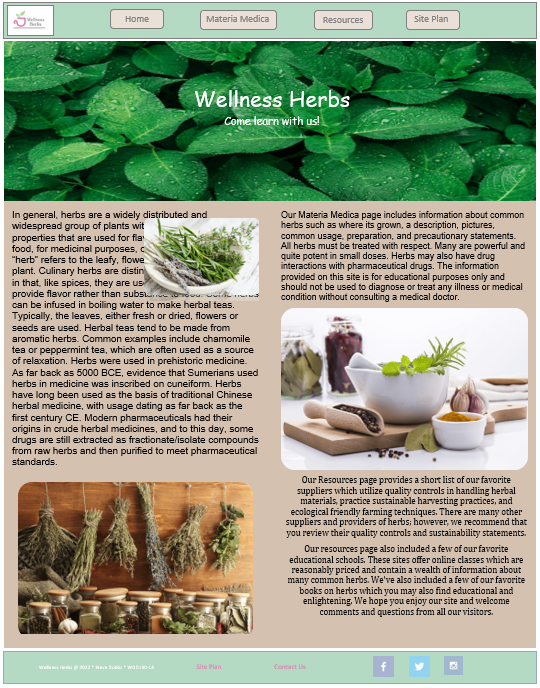 Wellness
Herbs
Home
Materia Medica
Resources
Site Plan
Wellness Herbs
Come learn with us!
In general, herbs are a widely distributed and
widespread group of plants
properties that are used for
food, for medicinal purposes,
"herb" refers to the leafy,
plant. Culinary herbs are
in that, like spices, they are
provide flavor rather than substance to food. Some herbs
can be infused in boiling water to make herbal teas.
Typically, the leaves, either fresh or dried, flowers or
seeds are used. Herbal teas tend to be made from
aromatic herbs. Common examples include chamomile
tea or peppermint tea, which are often used as a source
of relaxation. Herbs were used in prehistoric medicine.
As far back as 5000 BCE, evidence that Sumerians used
herbs in medicine was inscribed on cuneiform. Herbs
have long been used as the basis of traditional Chinese
herbal medicine, with usage dating as far back as the
first century CE. Modern pharmaceuticals had their
origins in crude herbal medicines, and to this day, some
drugs are still extracted as fractionate/isolate compounds
from raw herbs and then purified to meet pharmaceutical
standards.
Our Materia Medica page includes information about common
herbs such as where its grown, a description, pictures,
common usage, preparation, and precautionary statements.
All herbs must be treated with respect. Many are powerful and
quite potent in small doses. Herbs may also have drug
interactions with pharmaceutical drugs. The information
provided on this site is for educational purposes only and
should not be used to diagnose or treat any illness or medical
condition without consulting a medical doctor.
Our Resources page provides a short list of our favorite
suppliers which utilize quality controls in handling herbal
materials, practice sustainable harvesting practices, and
ecological friendly farming techniques. There are many other
suppliers and providers of herbs; however, we recommend that
you review their quality controls and sustainability statements.
Our resources page also included a few of our favorite
educational schools. These sites offer online classes which are
reasonably priced and contain a wealth of information about
many common herbs. We've also included a few of our favorite
books on herbs which you may also find educational and
enlightening. We hope you enjoy our site and welcome
comments and questions from all our visitors.
Wellness Herbs @ 2022 *
Site Plan
Contact Us
f